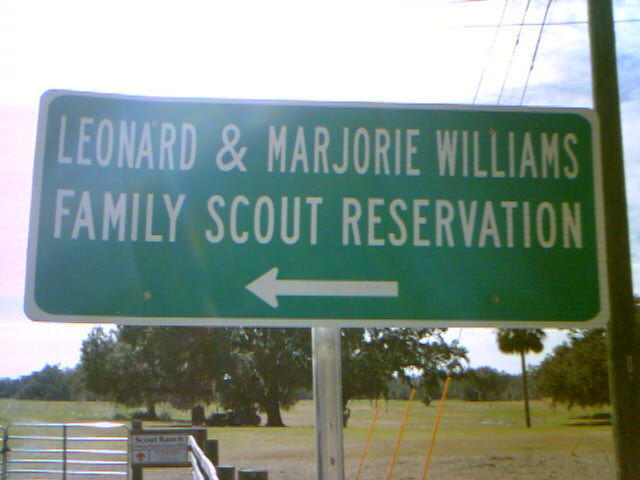 LEONARD & MARJORIE WILLIAMS
FAMILY SCOUT RESERVATION
Scout Ranch